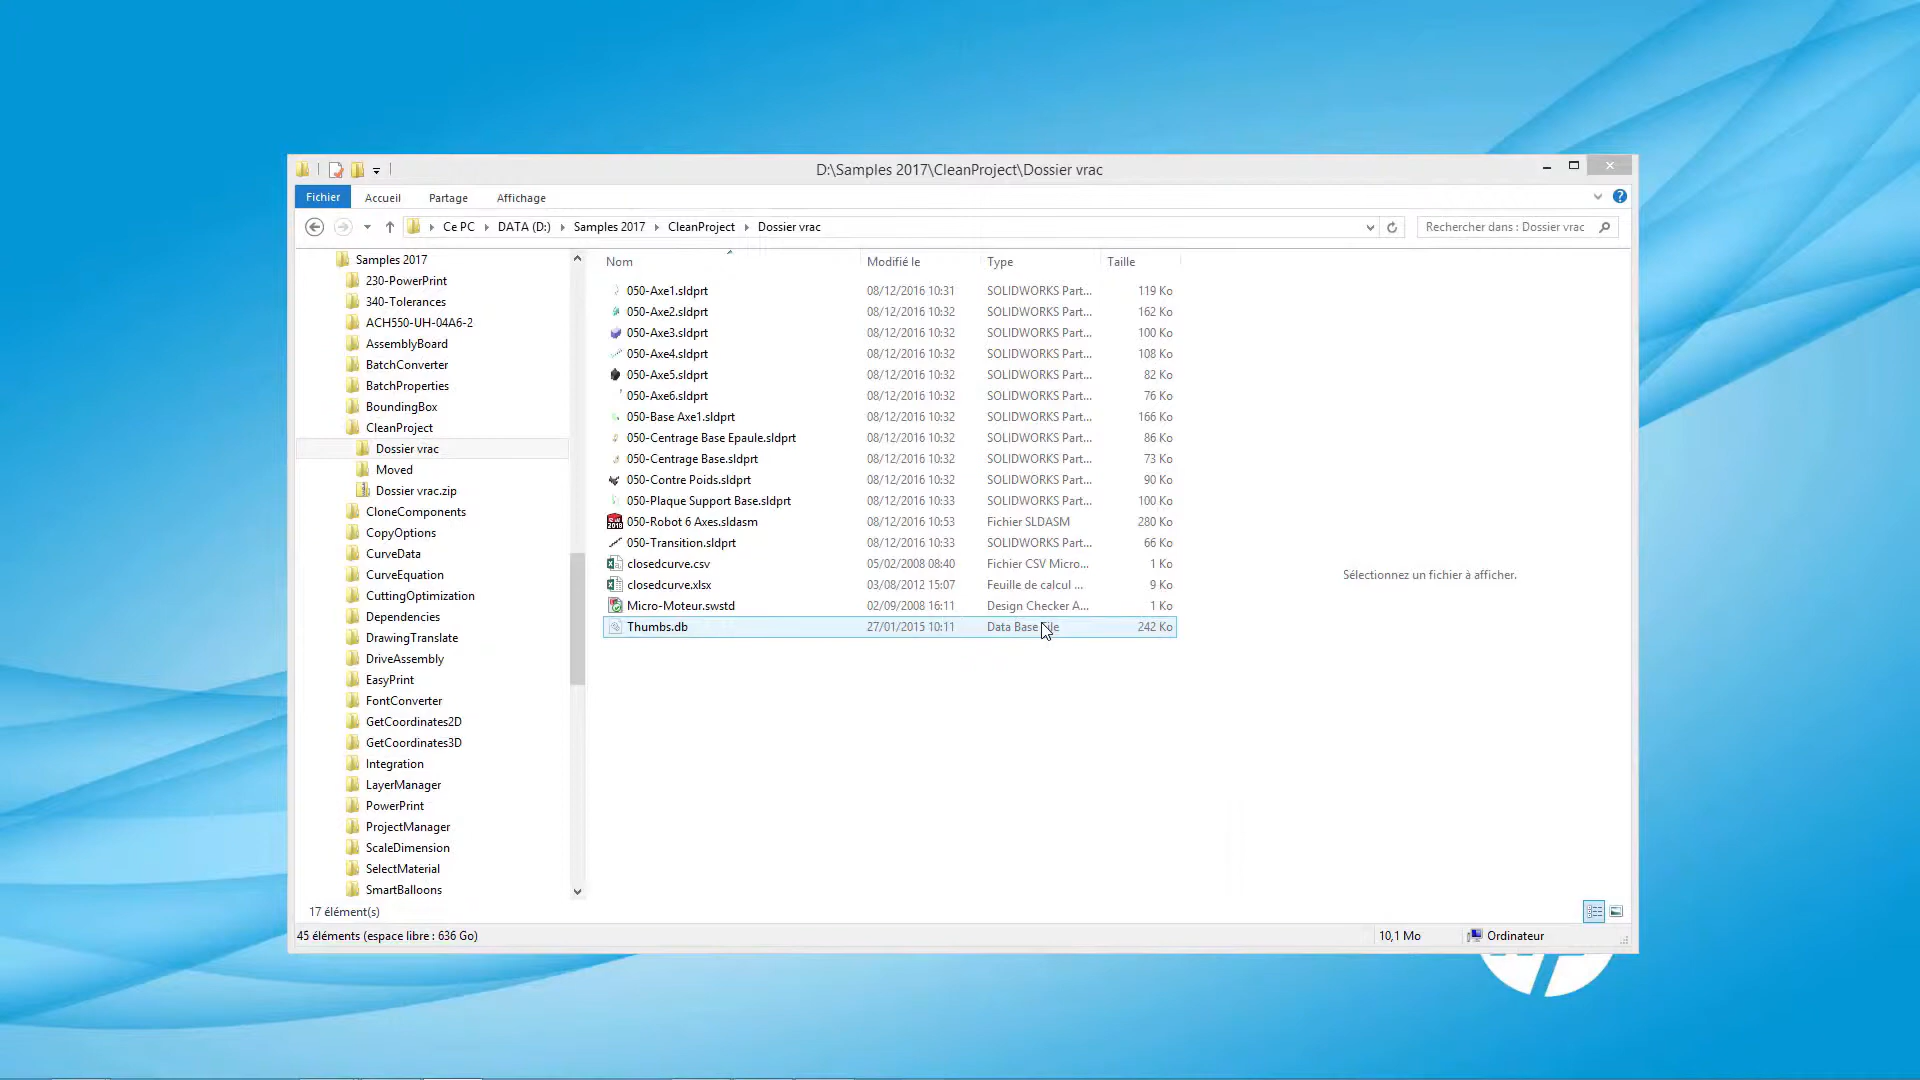 D:\Samples 2017\CleanProject\Dossier vrac
Fichier Accueil Partage Affichage
Ce PC DATA (D:) Samples 2017 CleanProject Dossier vrac
Rechercher dans : Dossier vrac
Samples 2017
230-PowerPrint
340-Tolerances
ACH550-UH-04A6-2
AssemblyBoard
BatchConverter
BatchProperties
BoundingBox
CleanProject
Dossier vrac
Moved
Dossier vrac.zip
CloneComponents
CopyOptions
CurveData
CurveEquation
CuttingOptimization
Dependencies
DrawingTranslate
DriveAssembly
EasyPrint
FontConverter
GetCoordinates2D
GetCoordinates3D
Integration
LayerManager
PowerPrint
ProjectManager
ScaleDimension
SelectMaterial
SmartBalloons
Nom Modifié le Type Taille
050-Axe1.sldprt 08/12/2016 10:31 SOLIDWORKS Part... 119 Ko
050-Axe2.sldprt 08/12/2016 10:32 SOLIDWORKS Part... 162 Ko
050-Axe3.sldprt 08/12/2016 10:32 SOLIDWORKS Part... 100 Ko
050-Axe4.sldprt 08/12/2016 10:32 SOLIDWORKS Part... 108 Ko
050-Axe5.sldprt 08/12/2016 10:32 SOLIDWORKS Part... 82 Ko
050-Axe6.sldprt 08/12/2016 10:32 SOLIDWORKS Part... 76 Ko
050-Base Axe1.sldprt 08/12/2016 10:32 SOLIDWORKS Part... 166 Ko
050-Centrage Base Epaule.sldprt 08/12/2016 10:32 SOLIDWORKS Part... 86 Ko
050-Centrage Base.sldprt 08/12/2016 10:32 SOLIDWORKS Part... 73 Ko
050-Contre Poids.sldprt 08/12/2016 10:32 SOLIDWORKS Part... 90 Ko
050-Plaque Support Base.sldprt 08/12/2016 10:33 SOLIDWORKS Part... 100 Ko
050-Robot 6 Axes.sldasm 08/12/2016 10:53 Fichier SLDASM 280 Ko
050-Transition.sldprt 08/12/2016 10:33 SOLIDWORKS Part... 66 Ko
closedcurve.csv 05/02/2008 08:40 Fichier CSV Micro... 1 Ko
closedcurve.xlsx 03/08/2012 15:07 Feuille de calcul ... 9 Ko
Micro-Moteur.swstd 02/09/2008 16:11 Design Checker A... 1 Ko
Thumbs.db 27/01/2015 10:11 Data Base 242 Ko
Sélectionnez un fichier à afficher.
17 élément(s)
45 éléments (espace libre : 636 Go) 10,1 Mo Ordinateur